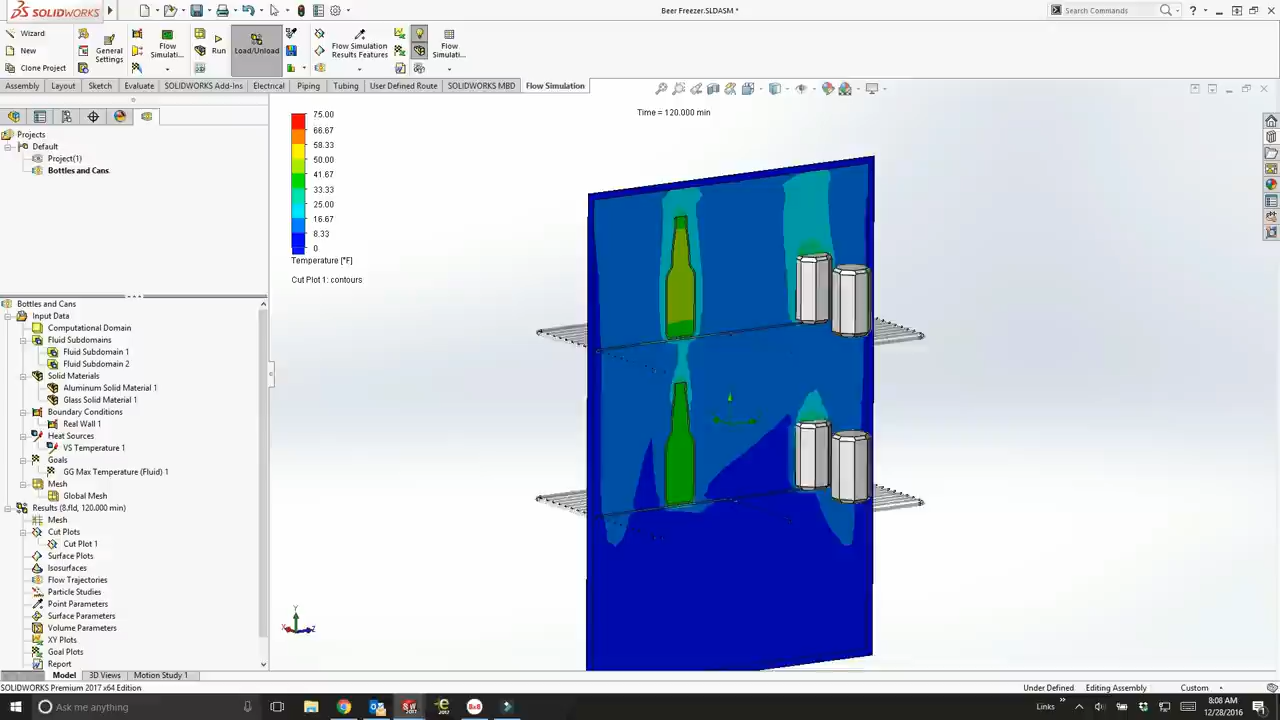 SOLIDWORKS
Beer Freezer.SLDASM *
Search Commands
Wizard
New
Clone Project
General Settings
Flow Simulati...
Run
Load/Unload
Flow Simulation Results Features
Flow Simulati...
Assembly Layout Sketch Evaluate SOLIDWORKS Add-Ins Electrical Piping Tubing User Defined Route SOLIDWORKS MBD Flow Simulation
Projects
Default
Project(1)
Bottles and Cans
Time = 120.000 min
75.00
66.67
58.33
50.00
41.67
33.33
25.00
16.67
8.33
0
Temperature [°F]
Cut Plot 1: contours
Bottles and Cans
Input Data
Computational Domain
Fluid Subdomains
Fluid Subdomain 1
Fluid Subdomain 2
Solid Materials
Aluminum Solid Material 1
Glass Solid Material 1
Boundary Conditions
Real Wall 1
Heat Sources
VS Temperature 1
Goals
GG Max Temperature (Fluid) 1
Mesh
Global Mesh
Results (8.fld, 120.000 min)
Mesh
Cut Plots
Cut Plot 1
Surface Plots
Isosurfaces
Flow Trajectories
Particle Studies
Point Parameters
Surface Parameters
Volume Parameters
XY Plots
Goal Plots
Report
Y
X
Z
Model 3D Views Motion Study 1
SOLIDWORKS Premium 2017 x64 Edition
Under Defined Editing Assembly Custom
Ask me anything
Links
8:08 AM
12/28/2016